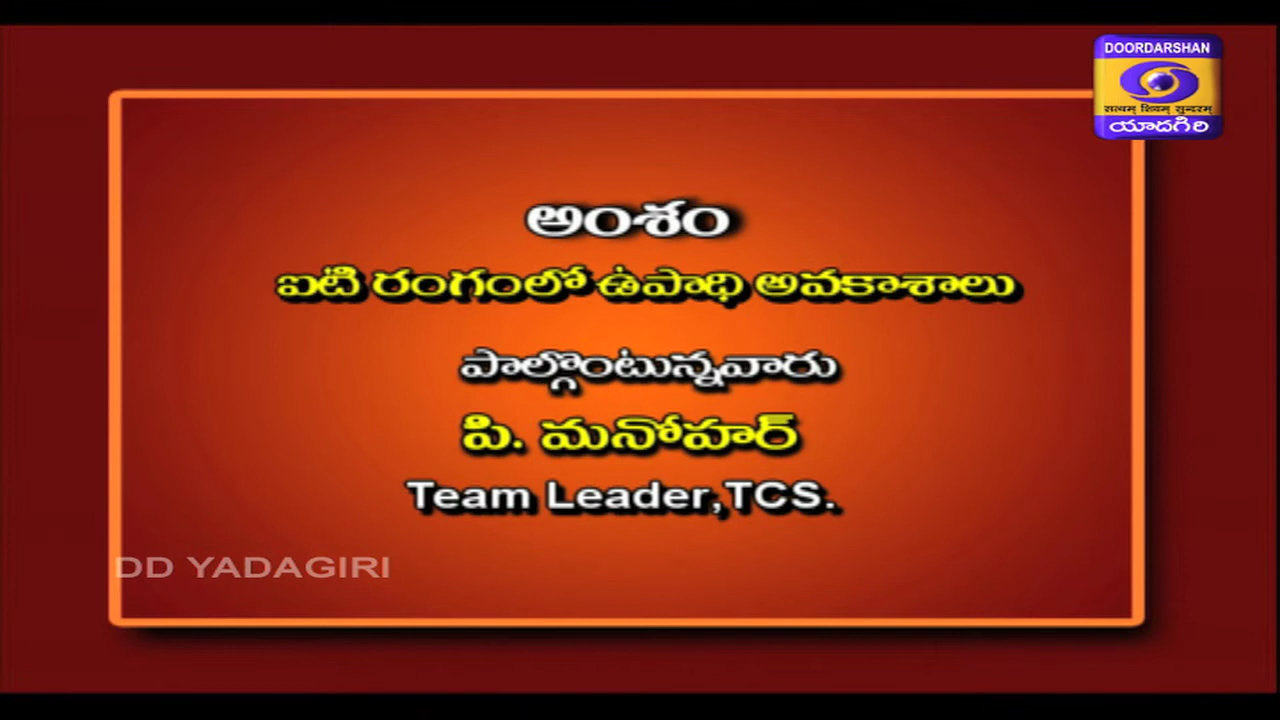 DOORDARSHAN
सत्यम् शिवम् सुन्दरम्
యాదగిరి
అంశం
ఐటి రంగంలో ఉపాధి అవకాశాలు
పాల్గొంటున్నవారు
పి. మనోహర్
Team Leader,TCS.
DD YADAGIRI